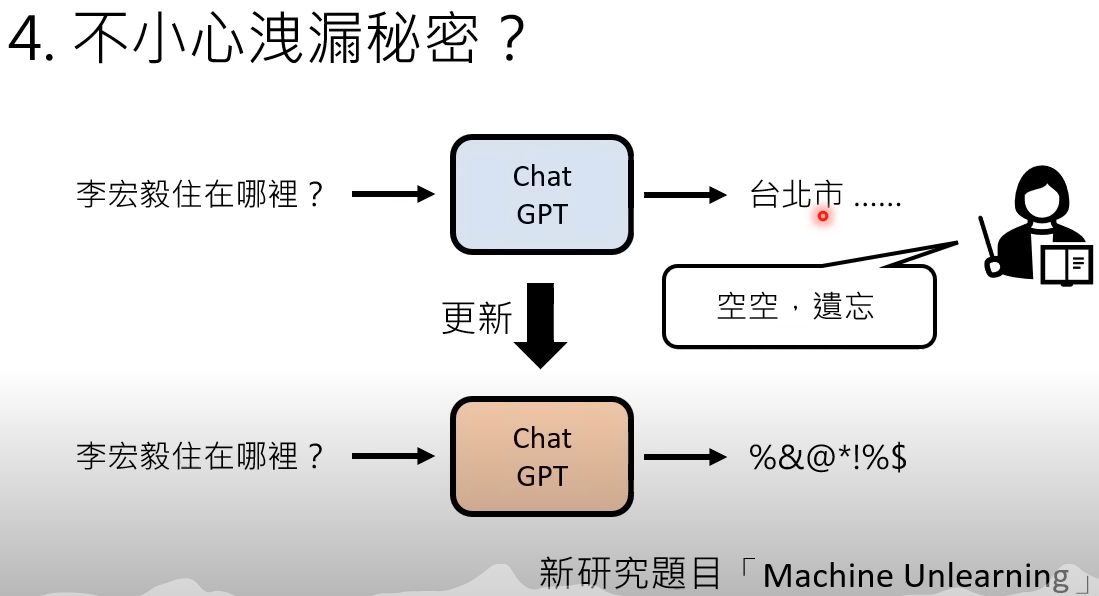 4. 不小心洩漏秘密？
李宏毅住在哪裡？
Chat
GPT
台北市 ......
更新
空空，遺忘
李宏毅住在哪裡？
Chat
GPT
%&@*!%$
新研究題目「Machine Unlearning」